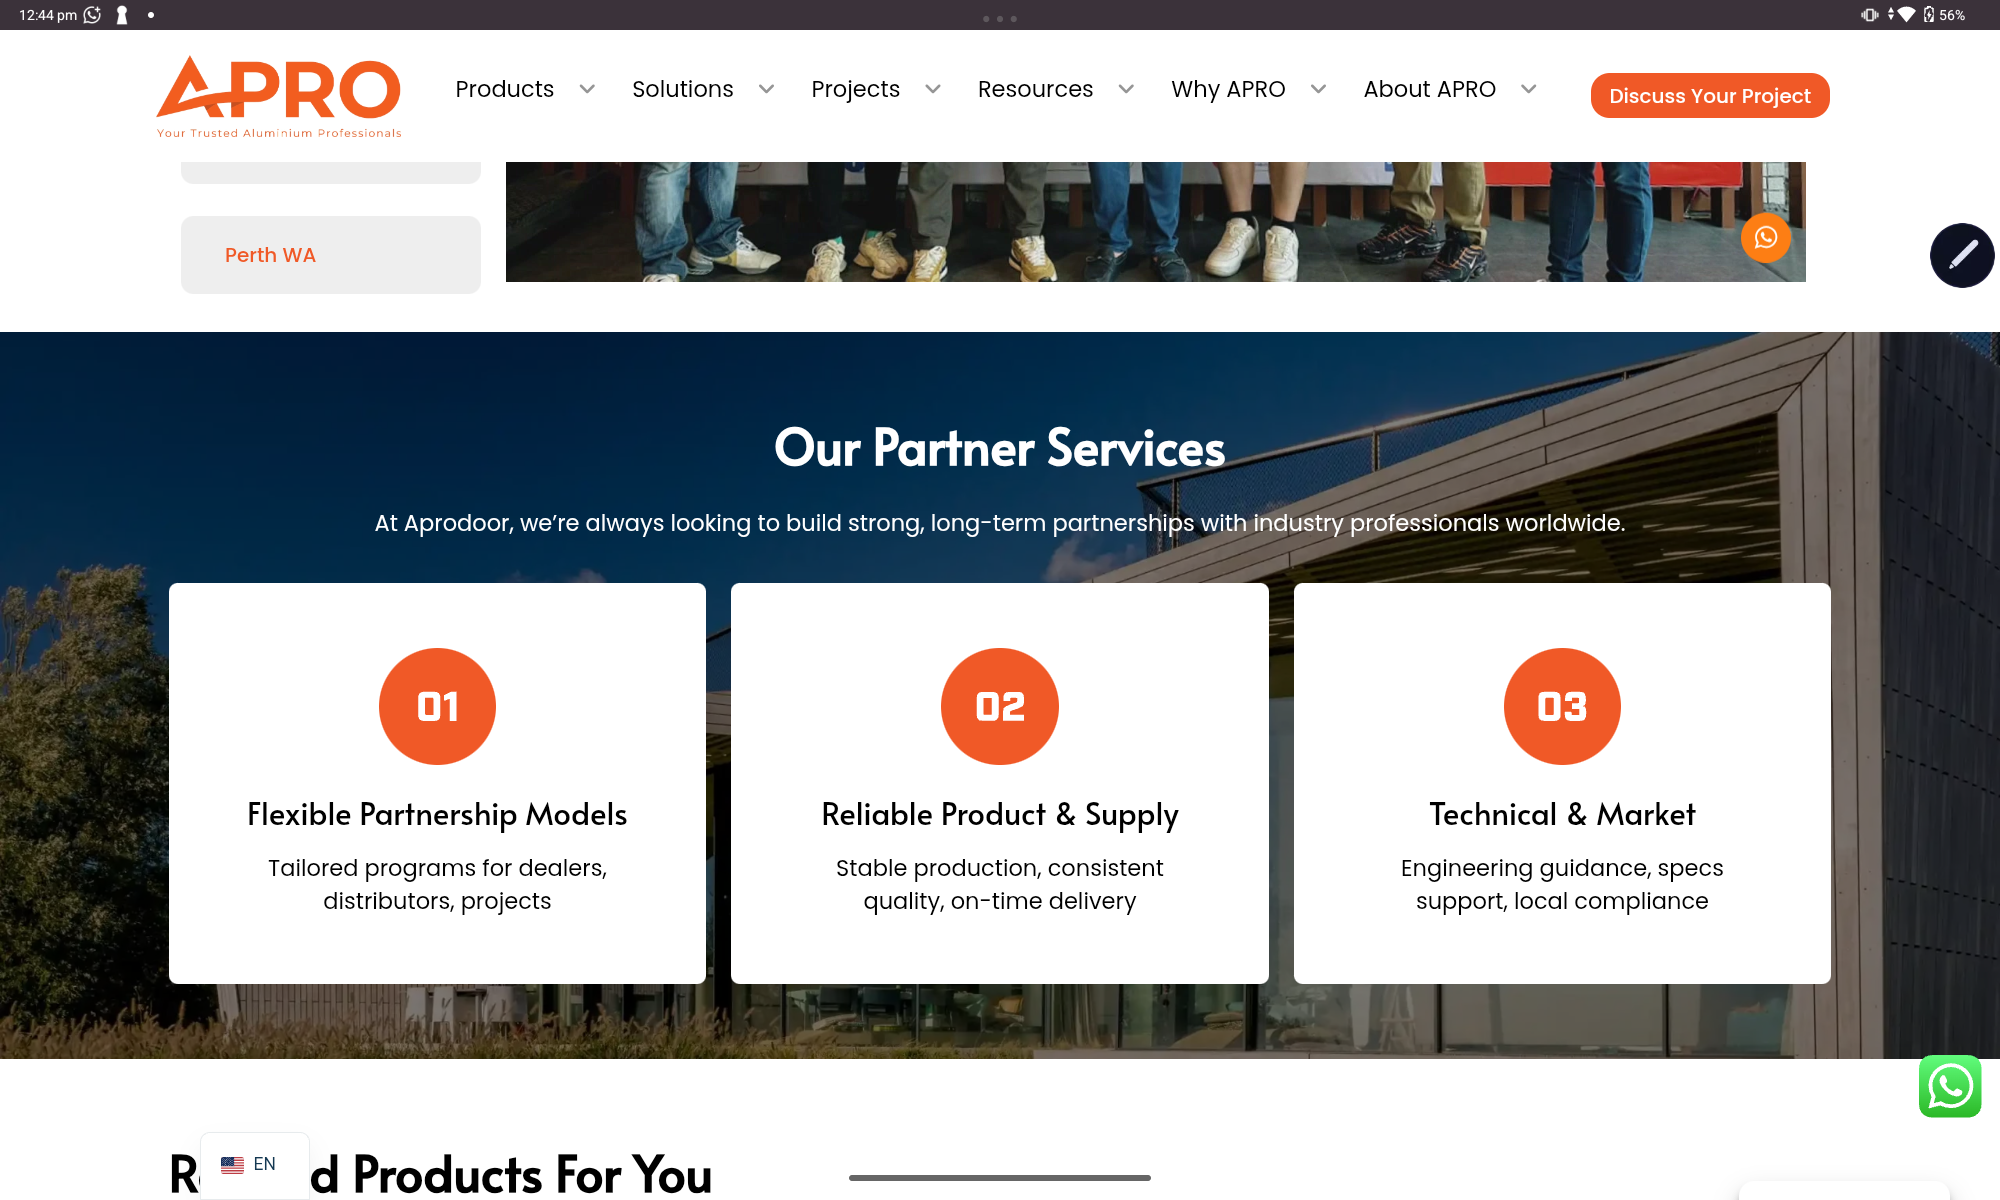 12:44 pm
56%
APRO
Your Trusted Aluminium Professionals
Products
Solutions
Projects
Resources
Why APRO
About APRO
Discuss Your Project
Perth WA
Our Partner Services
At Aprodoor, we’re always looking to build strong, long-term partnerships with industry professionals worldwide.
01
Flexible Partnership Models
Tailored programs for dealers,
distributors, projects
02
Reliable Product & Supply
Stable production, consistent
quality, on-time delivery
03
Technical & Market
Engineering guidance, specs
support, local compliance
Products For You
EN